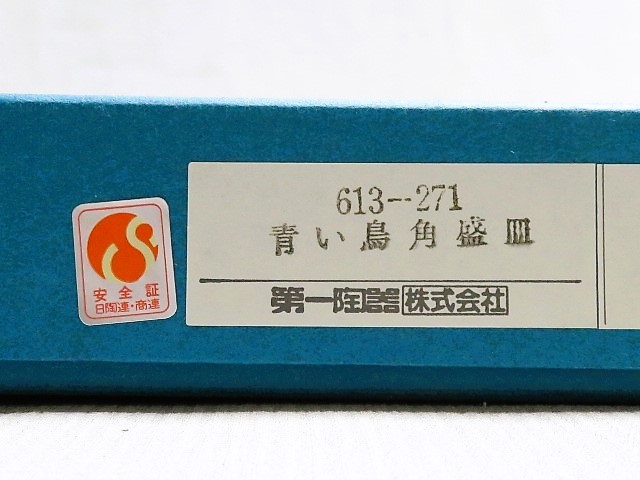 613-271
青い鳥角盛皿
第一陶器株式会社
安全証
日陶連・商連